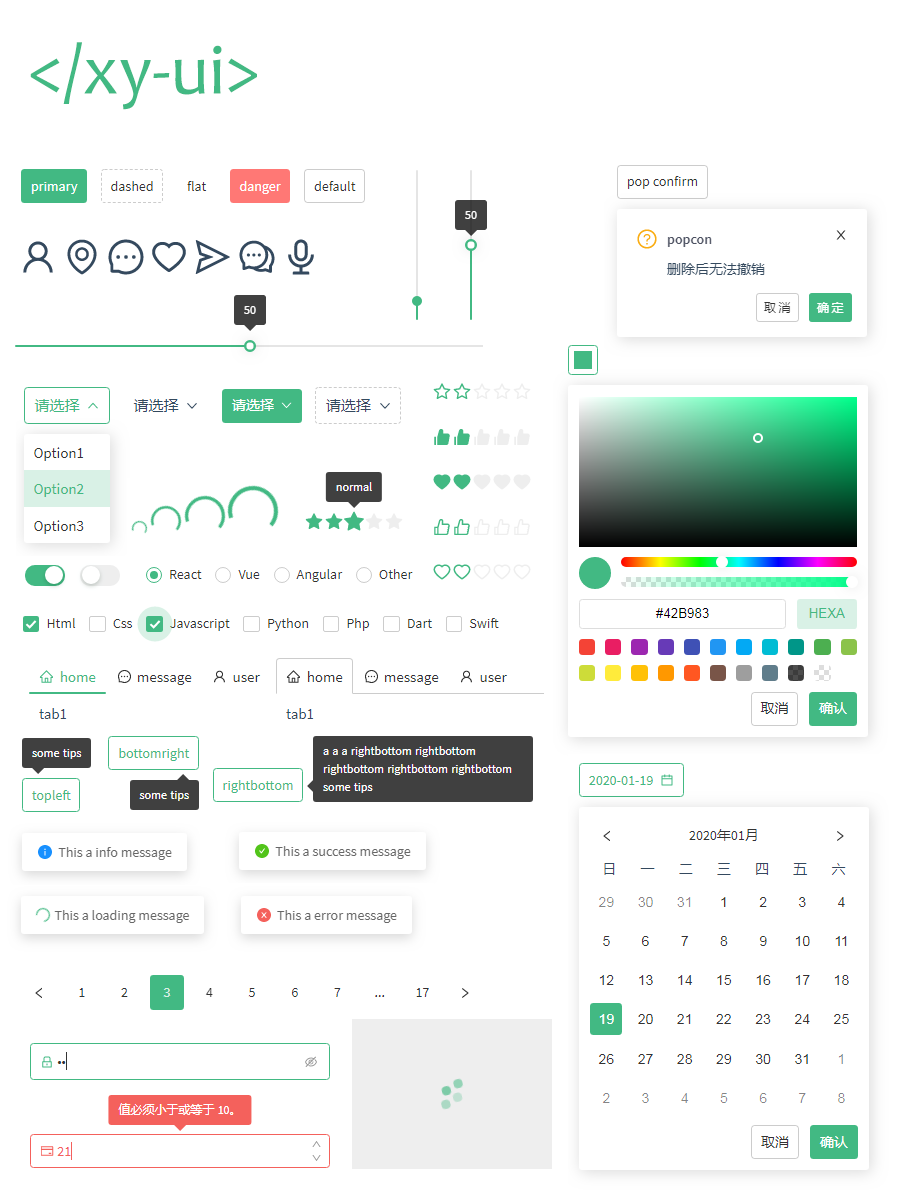 </xy-ui>
primary dashed flat danger default
pop confirm
50
popcon
删除后无法撤销
取消 确定
50
请选择 请选择 请选择 请选择
Option1
Option2
Option3
normal
React Vue Angular Other
Html Css Javascript Python Php Dart Swift
#42B983 HEXA
取消 确认
home message user home message user
tab1 tab1
some tips
topleft
bottomright
some tips
rightbottom
a a a rightbottom rightbottom
rightbottom rightbottom rightbottom
some tips
This a info message This a success message
This a loading message This a error message
1 2 3 4 5 6 7 ... 17
值必须小于或等于 10。
21
2020-01-19
2020年01月
日 一 二 三 四 五 六
29 30 31 1 2 3 4
5 6 7 8 9 10 11
12 13 14 15 16 17 18
19 20 21 22 23 24 25
26 27 28 29 30 31 1
2 3 4 5 6 7 8
取消 确认